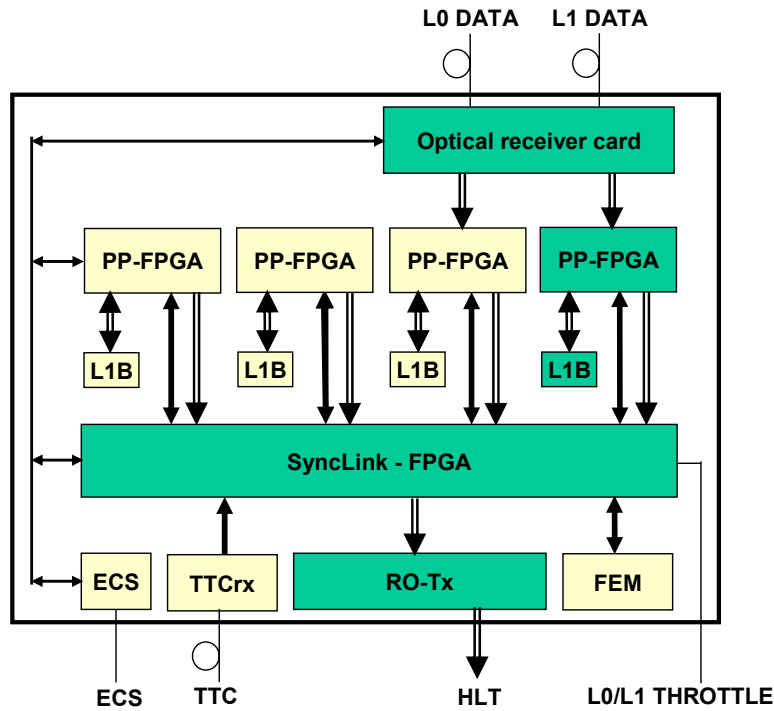 L0 DATA L1 DATA
Optical receiver card
PP-FPGA PP-FPGA PP-FPGA PP-FPGA
L1B L1B L1B L1B
SyncLink - FPGA
ECS TTCrx RO-Tx FEM
ECS TTC HLT L0/L1 THROTTLE